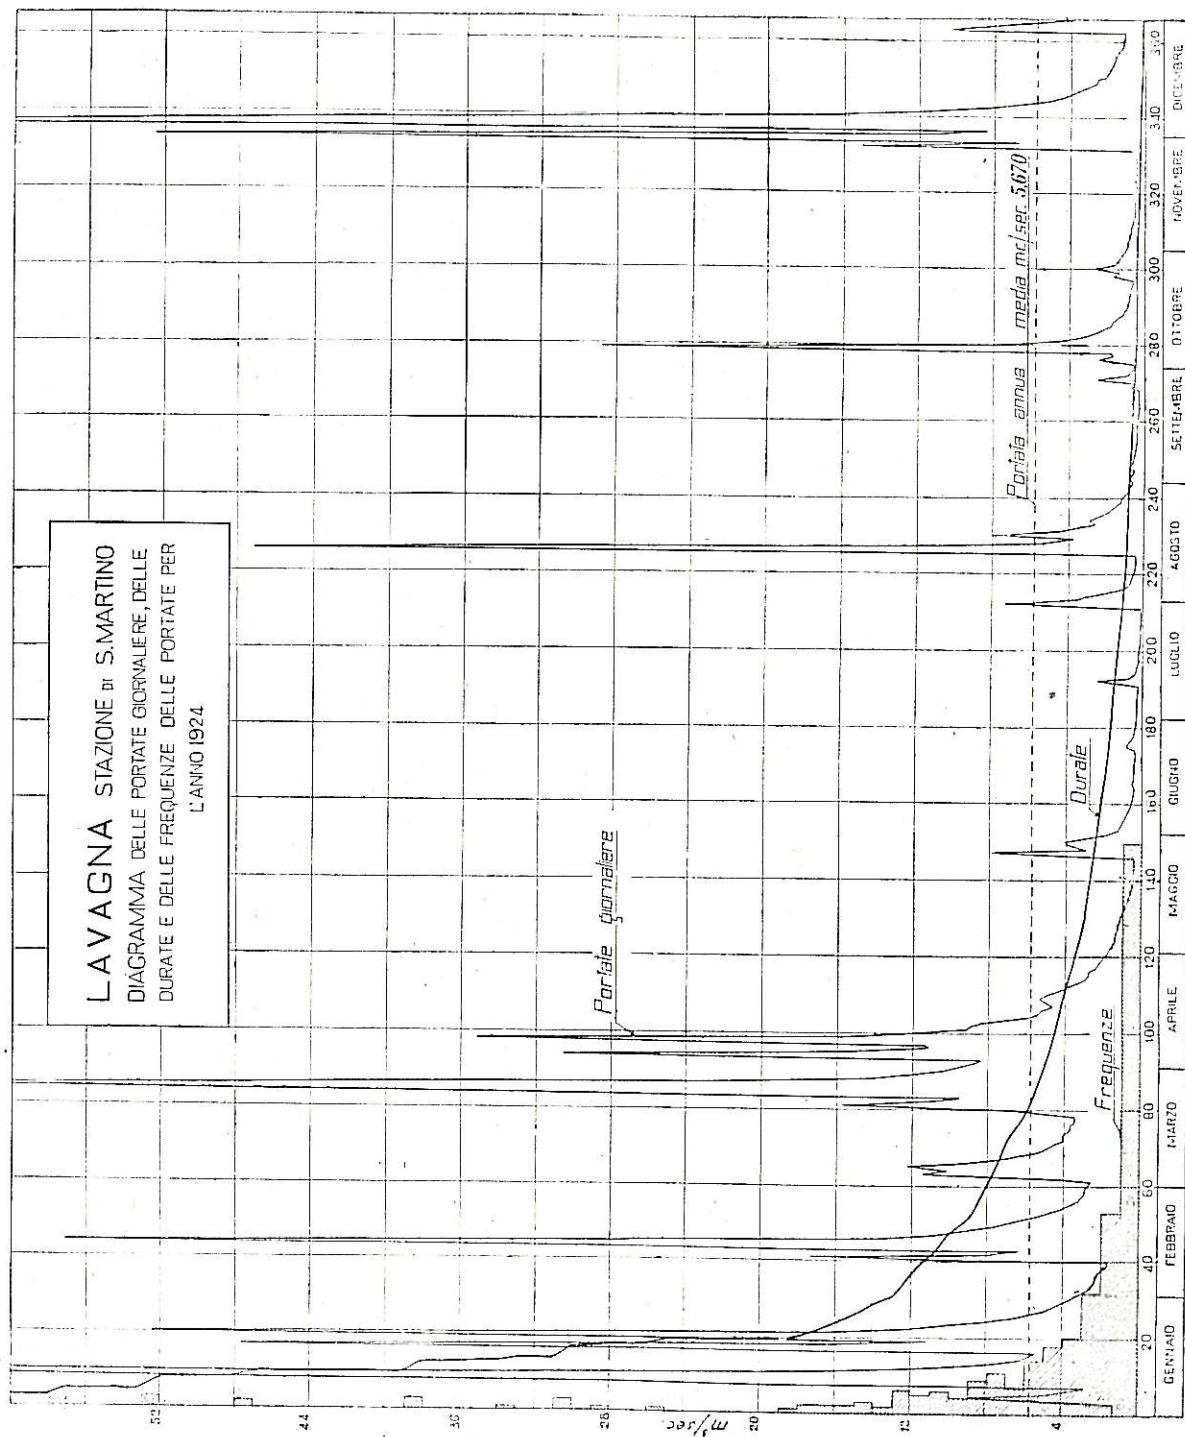 LAVAGNA STAZIONE DI S.MARTINO
DIAGRAMMA DELLE PORTATE GIORNALIERE, DELLE
DURATE E DELLE FREQUENZE DELLE PORTATE PER
L'ANNO 1924
Portate giornaliere
Portata annua media mc/sec. 5,670
Durate
Frequenze
m³/sec.
52
44
36
28
20
12
4
20
40
60
80
100
120
140
160
180
200
220
240
260
280
300
320
340
360
GENNAIO
FEBBRAIO
MARZO
APRILE
MAGGIO
GIUGNO
LUGLIO
AGOSTO
SETTEMBRE
OTTOBRE
NOVEMBRE
DICEMBRE